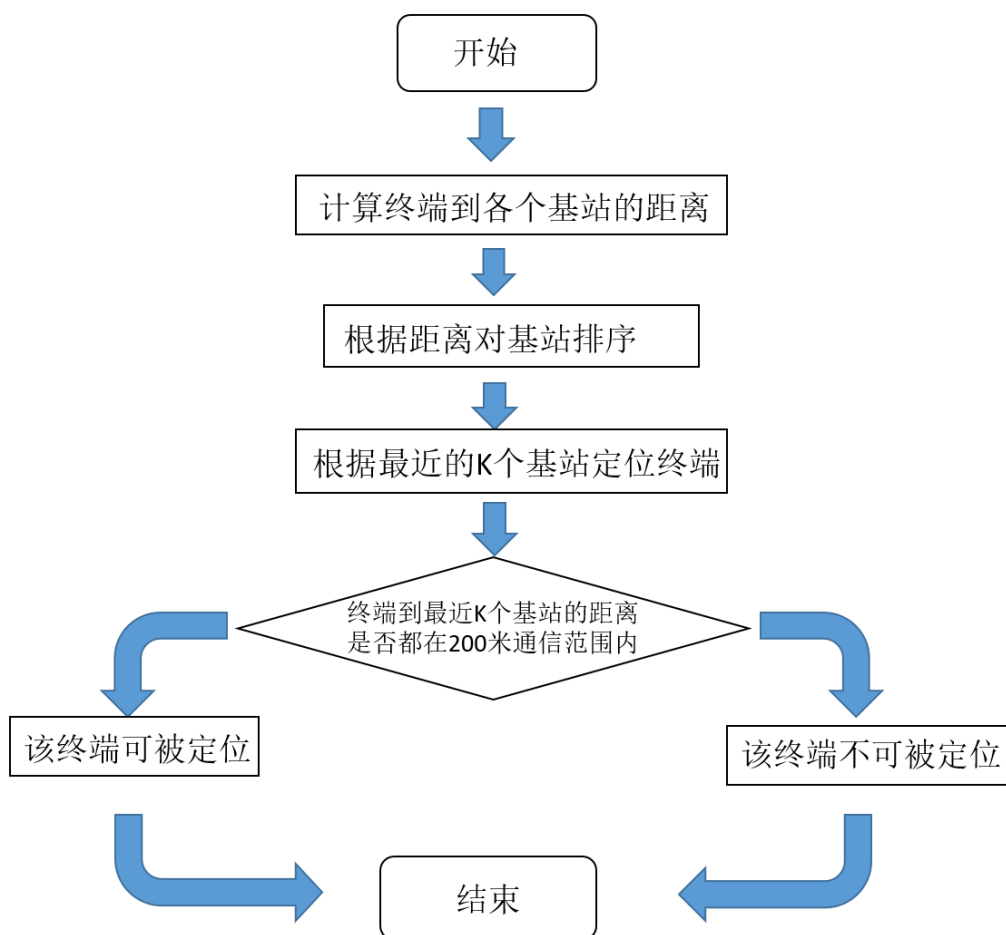 开始
计算终端到各个基站的距离
根据距离对基站排序
根据最近的K个基站定位终端
终端到最近K个基站的距离
是否都在200米通信范围内
该终端可被定位
该终端不可被定位
结束